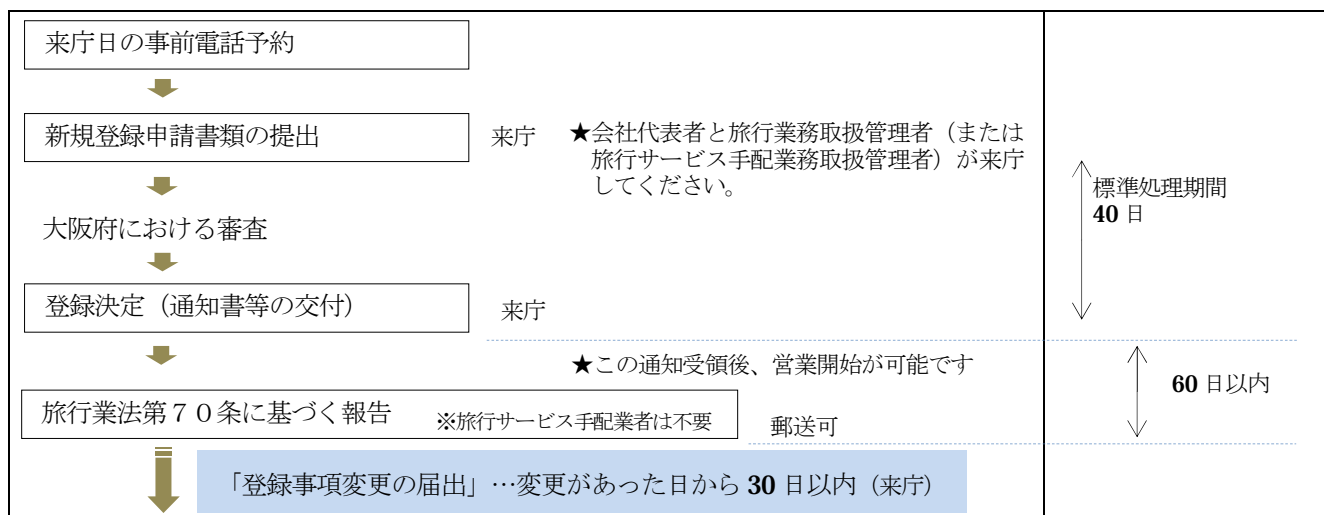 来庁日の事前電話予約
新規登録申請書類の提出
来庁
★会社代表者と旅行業務取扱管理者（または
旅行サービス手配業務取扱管理者）が来庁
してください。
標準処理期間
40 日
大阪府における審査
登録決定（通知書等の交付）
来庁
★この通知受領後、営業開始が可能です
60 日以内
旅行業法第７０条に基づく報告 ※旅行サービス手配業者は不要
郵送可
「登録事項変更の届出」…変更があった日から 30 日以内（来庁）